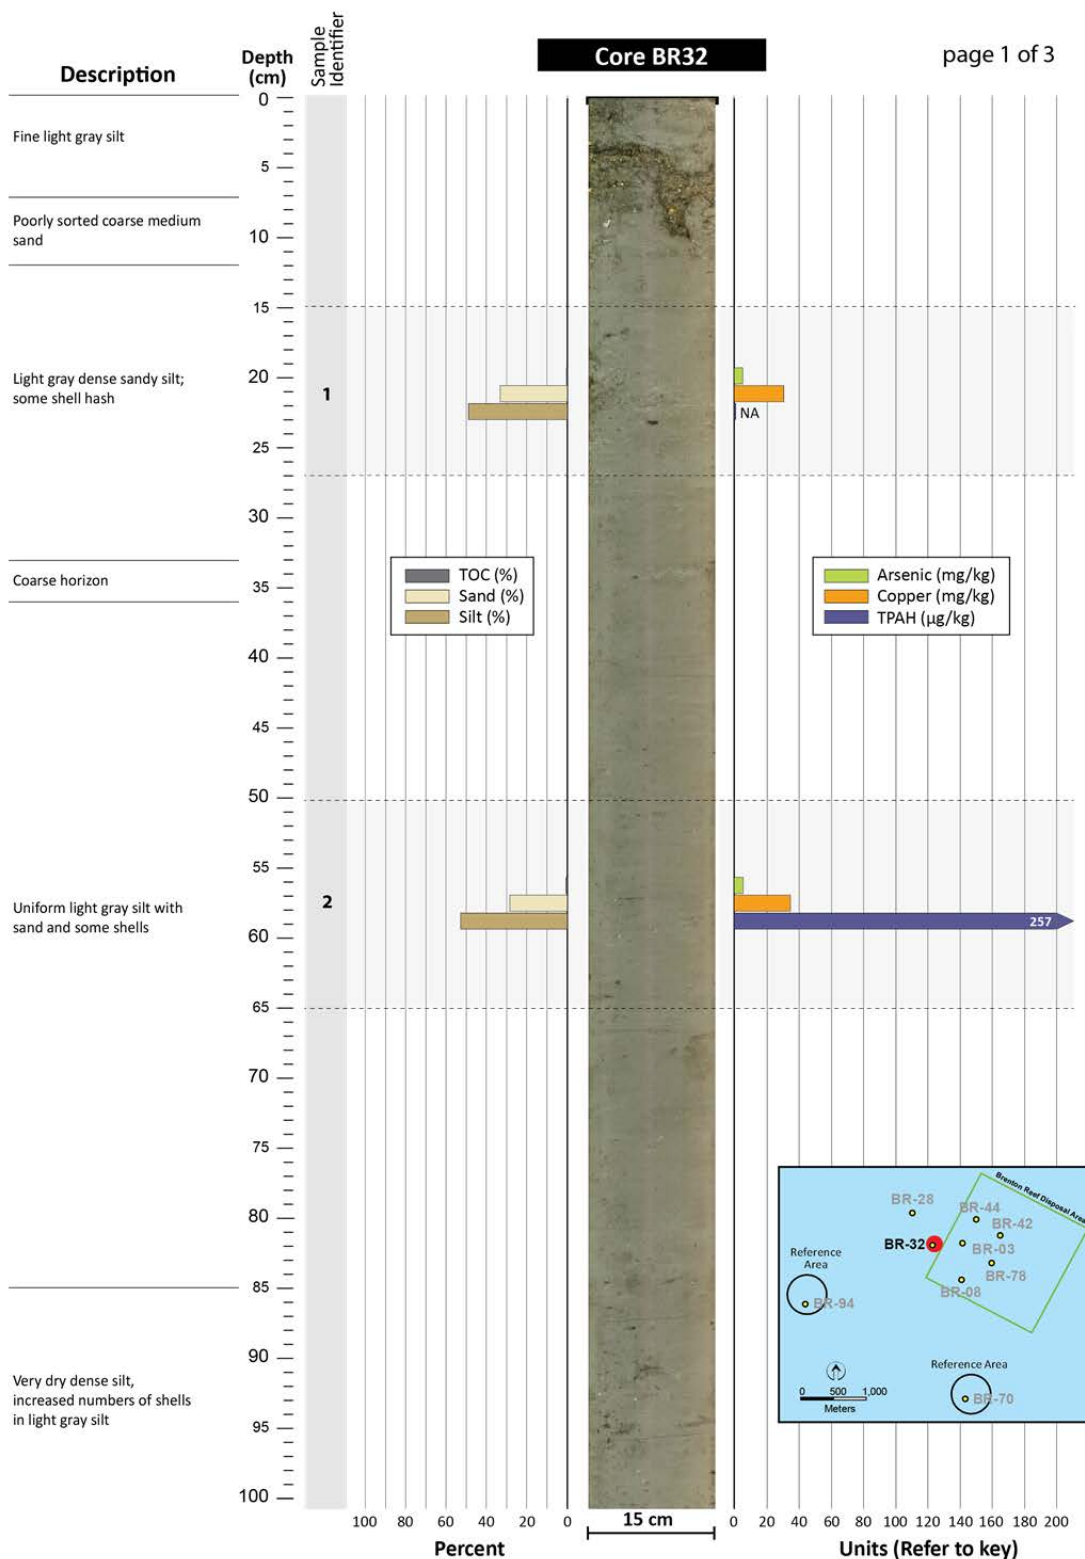 Core BR32
page 1 of 3
Description
Depth
(cm)
Sample
Identifier
Fine light gray silt
Poorly sorted coarse medium
sand
Light gray dense sandy silt;
some shell hash
Coarse horizon
Uniform light gray silt with
sand and some shells
Very dry dense silt,
increased numbers of shells
in light gray silt
0
5
10
15
20
25
30
35
40
45
50
55
60
65
70
75
80
85
90
95
100
1
2
NA
257
TOC (%)
Sand (%)
Silt (%)
Arsenic (mg/kg)
Copper (mg/kg)
TPAH (µg/kg)
Brenton Reef Disposal Area
BR-28
BR-44
BR-42
BR-32
BR-03
BR-78
BR-08
Reference
Area
BR-94
Reference Area
BR-70
0 500 1,000
Meters
100 80 60 40 20 0
Percent
15 cm
0 20 40 60 80 100 120 140 160 180 200
Units (Refer to key)